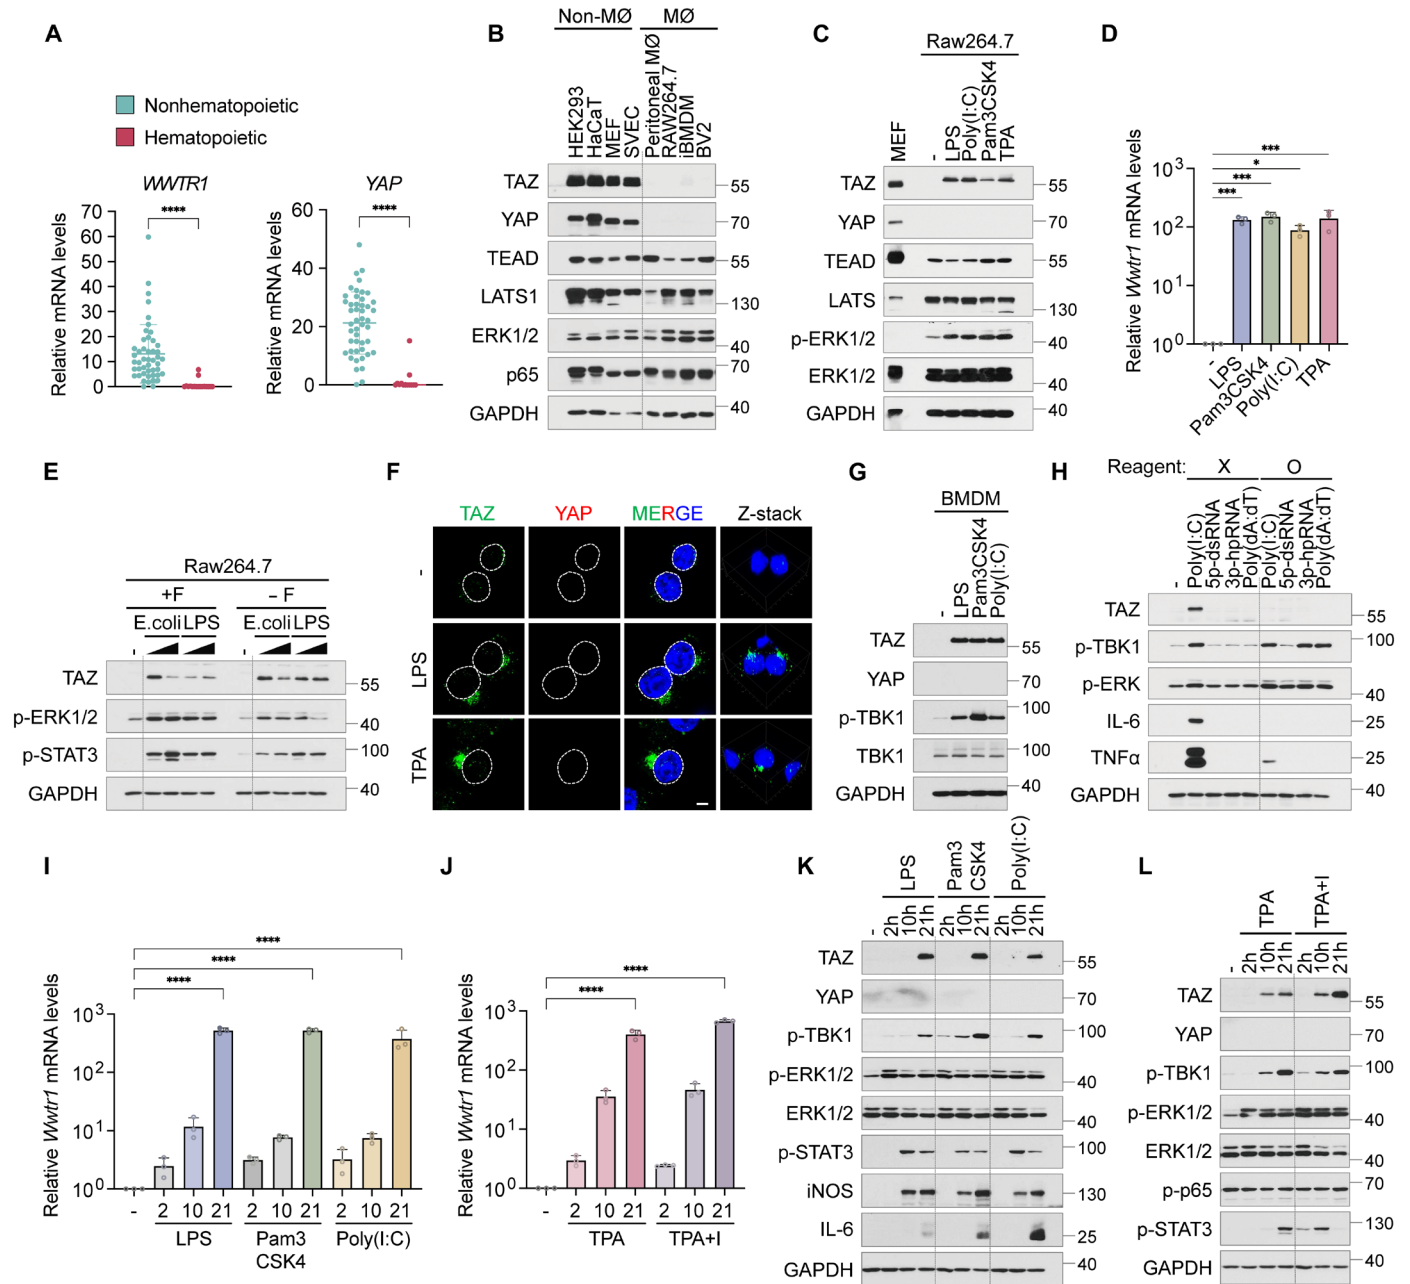 A
Nonhematopoietic
Hematopoietic
WWTR1
****
Relative mRNA levels
70
60
50
40
30
20
10
0
YAP
****
Relative mRNA levels
60
40
20
0
B
Non-MØ MØ
HEK293
HaCaT
MEF
SVEC
Peritoneal MØ
RAW264.7
iBMDM
BV2
TAZ 55
YAP 70
TEAD 55
LATS1 130
ERK1/2 40
p65 70
GAPDH 40
C
Raw264.7
MEF
-
LPS
Poly(I:C)
Pam3CSK4
TPA
TAZ 55
YAP 70
TEAD 55
LATS 130
p-ERK1/2 40
ERK1/2 40
GAPDH 40
D
Relative Wwtr1 mRNA levels
***
*
***
***
10³
10²
10¹
10⁰
-
LPS
Pam3CSK4
Poly(I:C)
TPA
E
Raw264.7
+F – F
E.coli LPS E.coli LPS
- -
TAZ 55
p-ERK1/2 40
p-STAT3 100
GAPDH 40
F
TAZ YAP MERGE Z-stack
-
LPS
TPA
G
BMDM
-
LPS
Pam3CSK4
Poly(I:C)
TAZ 55
YAP 70
p-TBK1 100
TBK1 100
GAPDH 40
H
Reagent: X O
-
Poly(I:C)
5p-dsRNA
3p-hpRNA
Poly(dA:dT)
Poly(I:C)
5p-dsRNA
3p-hpRNA
Poly(dA:dT)
TAZ 55
p-TBK1 100
p-ERK 40
IL-6 25
TNFα 25
GAPDH 40
I
Relative Wwtr1 mRNA levels
****
****
****
10³
10²
10¹
10⁰
- 2 10 21 2 10 21 2 10 21
LPS Pam3 Poly(I:C)
CSK4
J
Relative Wwtr1 mRNA levels
****
****
10³
10²
10¹
10⁰
- 2 10 21 2 10 21
TPA TPA+I
K
LPS
Pam3
CSK4
Poly(I:C)
- 2h 10h 21h 2h 10h 21h 2h 10h 21h
TAZ 55
YAP 70
p-TBK1 100
p-ERK1/2 40
ERK1/2 40
p-STAT3 100
iNOS 130
IL-6 25
GAPDH 40
L
TPA
TPA+I
- 2h 10h 21h 2h 10h 21h
TAZ 55
YAP 70
p-TBK1 100
p-ERK1/2 40
ERK1/2 40
p-p65 70
p-STAT3 130
GAPDH 40